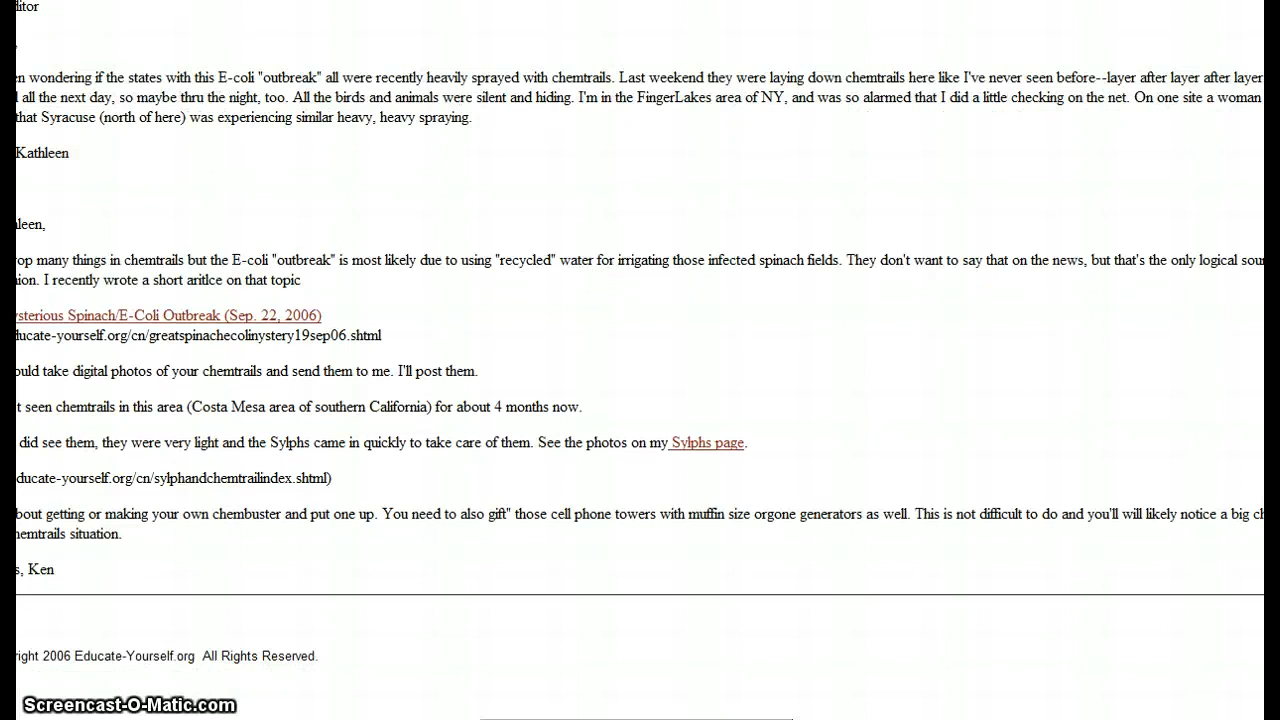 litor
,
n wondering if the states with this E-coli "outbreak" all were recently heavily sprayed with chemtrails. Last weekend they were laying down chemtrails here like I've never seen before--layer after layer after layer
l all the next day, so maybe thru the night, too. All the birds and animals were silent and hiding. I'm in the FingerLakes area of NY, and was so alarmed that I did a little checking on the net. On one site a woman
that Syracuse (north of here) was experiencing similar heavy, heavy spraying.
Kathleen
leen,
op many things in chemtrails but the E-coli "outbreak" is most likely due to using "recycled" water for irrigating those infected spinach fields. They don't want to say that on the news, but that's the only logical sou
ion. I recently wrote a short aritlce on that topic
sterious Spinach/E-Coli Outbreak (Sep. 22, 2006)
ducate-yourself.org/cn/greatspinachecolinystery19sep06.shtml
ould take digital photos of your chemtrails and send them to me. I'll post them.
t seen chemtrails in this area (Costa Mesa area of southern California) for about 4 months now.
did see them, they were very light and the Sylphs came in quickly to take care of them. See the photos on my Sylphs page.
ducate-yourself.org/cn/sylphandchemtrailindex.shtml)
bout getting or making your own chembuster and put one up. You need to also gift" those cell phone towers with muffin size orgone generators as well. This is not difficult to do and you'll will likely notice a big ch
hemtrails situation.
s, Ken
right 2006 Educate-Yourself.org All Rights Reserved.
Screencast-O-Matic.com